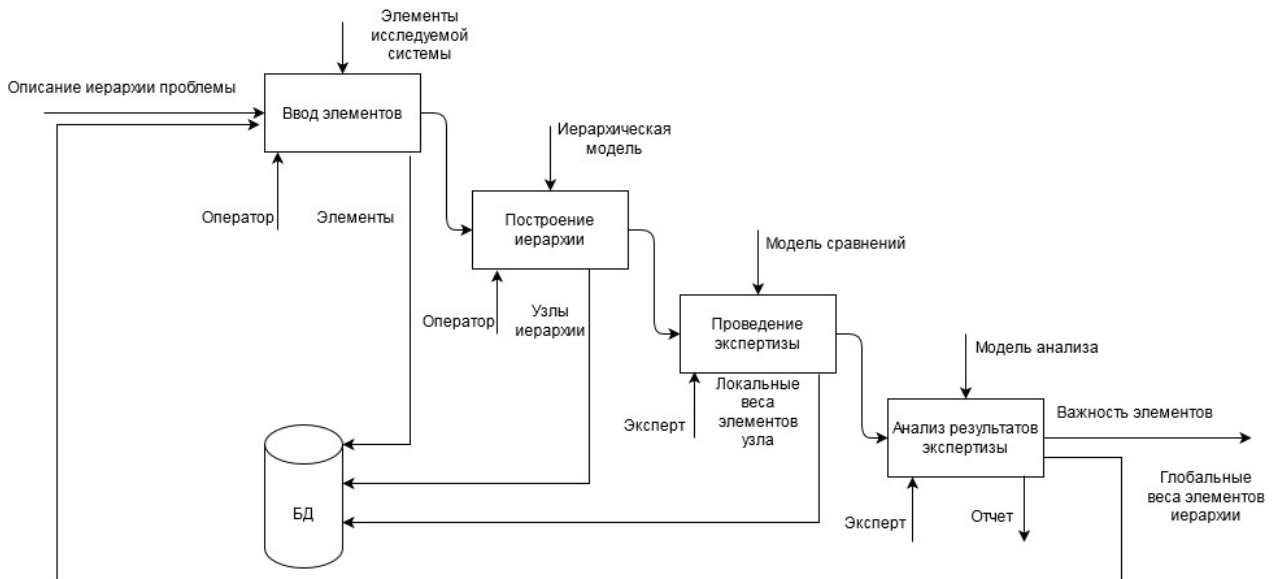 Элементы
исследуемой
системы
Описание иерархии проблемы
Ввод элементов
Оператор
Элементы
Иерархическая
модель
Построение
иерархии
Оператор
Узлы
иерархии
Модель сравнений
Проведение
экспертизы
Эксперт
Локальные
веса
элементов
узла
Модель анализа
Анализ результатов
экспертизы
Важность элементов
Эксперт
Отчет
Глобальные
веса элементов
иерархии
БД